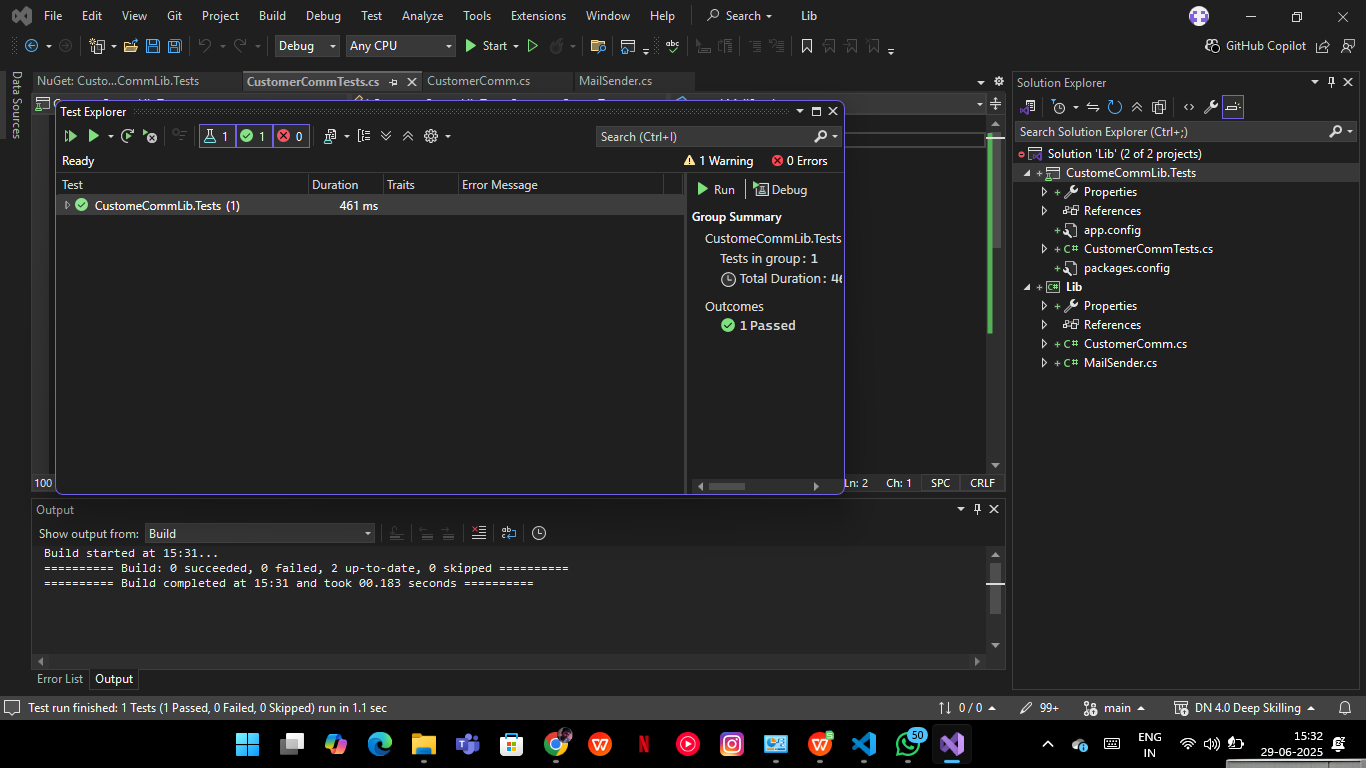 File Edit View Git Project Build Debug Test Analyze Tools Extensions Window Help Search Lib
Debug Any CPU Start GitHub Copilot
Data Sources
NuGet: Custo...CommLib.Tests CustomerCommTests.cs CustomerComm.cs MailSender.cs
Test Explorer
1 1 0 Search (Ctrl+I)
Ready 1 Warning 0 Errors
Test Duration Traits Error Message
CustomeCommLib.Tests (1) 461 ms
Run Debug
Group Summary
CustomeCommLib.Tests
Tests in group: 1
Total Duration: 46
Outcomes
1 Passed
100 Ln: 2 Ch: 1 SPC CRLF
Solution Explorer
Search Solution Explorer (Ctrl+;)
Solution 'Lib' (2 of 2 projects)
CustomeCommLib.Tests
Properties
References
app.config
C# CustomerCommTests.cs
packages.config
C# Lib
Properties
References
C# CustomerComm.cs
C# MailSender.cs
Output
Show output from: Build
Build started at 15:31...
========== Build: 0 succeeded, 0 failed, 2 up-to-date, 0 skipped ==========
========== Build completed at 15:31 and took 00.183 seconds ==========
Error List Output
Test run finished: 1 Tests (1 Passed, 0 Failed, 0 Skipped) run in 1.1 sec 0 / 0 99+ main DN 4.0 Deep Skilling
50 ENG IN 15:32
29-06-2025